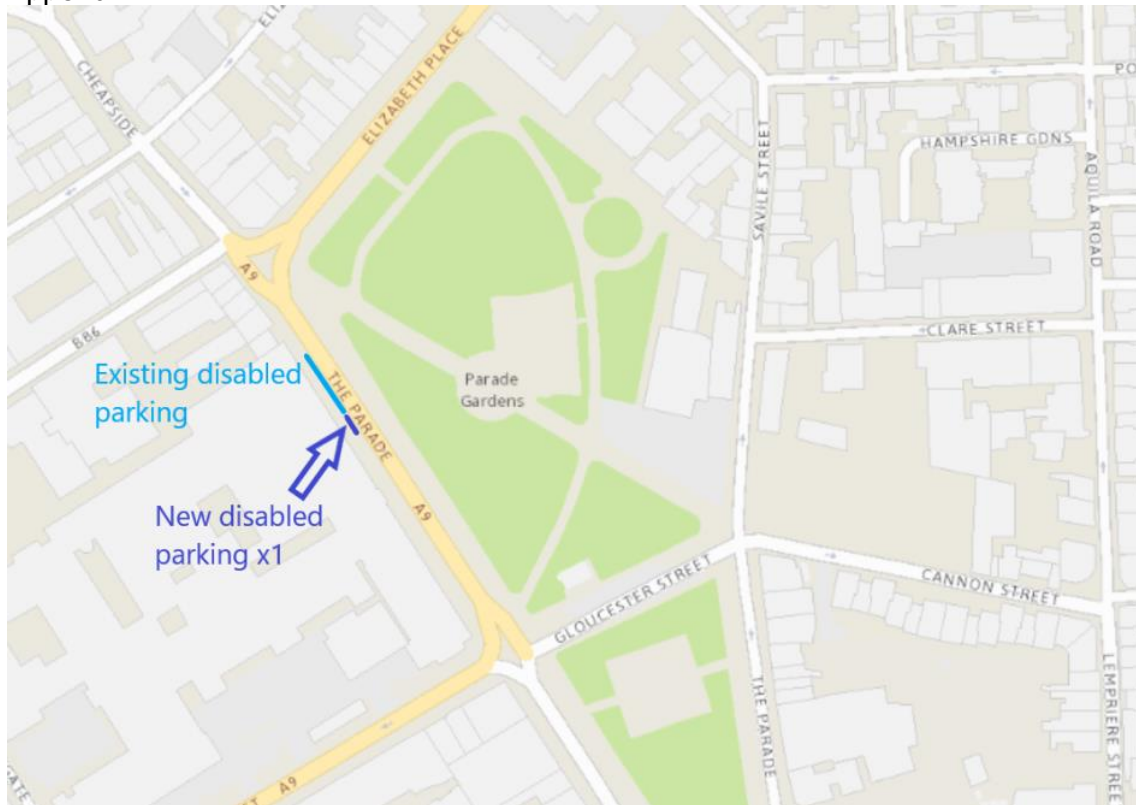 CHEAPSIDE
ELIZABETH PLACE
SAVILE STREET
HAMPSHIRE GDNS
AQUILA ROAD
A9
B86
CLARE STREET
Existing disabled
parking
THE PARADE
Parade
Gardens
New disabled
parking x1
A9
GLOUCESTER STREET
CANNON STREET
THE PARADE
LEMPRIERE STREE
A9